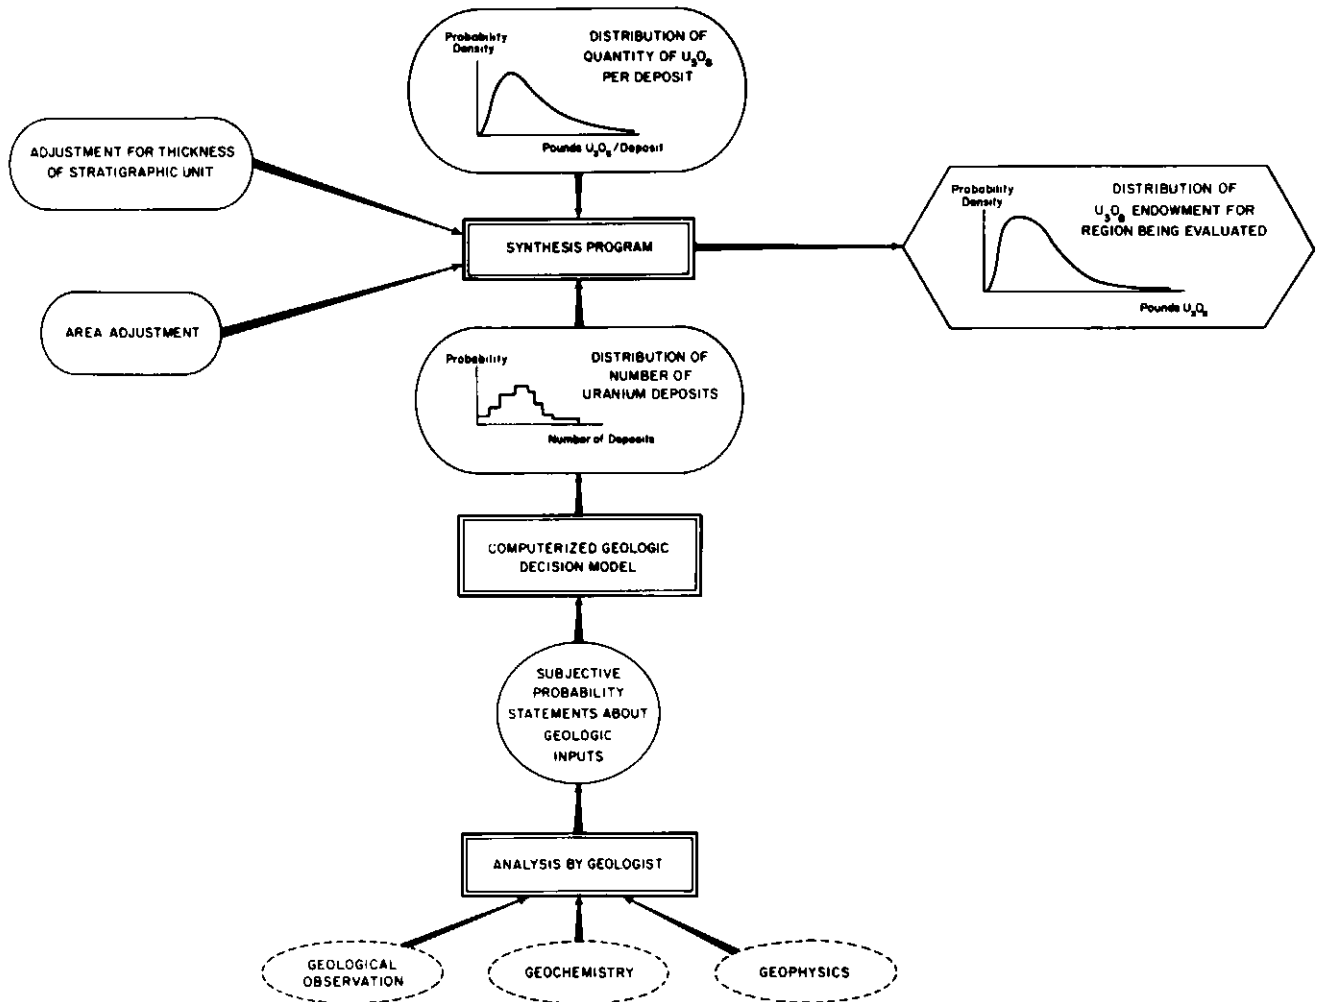 Probability
Density
DISTRIBUTION OF
QUANTITY OF U₃O₈
PER DEPOSIT
Pounds U₃O₈/Deposit
ADJUSTMENT FOR THICKNESS
OF STRATIGRAPHIC UNIT
Probability
Density
DISTRIBUTION OF
U₃O₈ ENDOWMENT FOR
REGION BEING EVALUATED
Pounds U₃O₈
SYNTHESIS PROGRAM
AREA ADJUSTMENT
Probability
DISTRIBUTION OF
NUMBER OF
URANIUM DEPOSITS
Number of Deposits
COMPUTERIZED GEOLOGIC
DECISION MODEL
SUBJECTIVE
PROBABILITY
STATEMENTS ABOUT
GEOLOGIC
INPUTS
ANALYSIS BY GEOLOGIST
GEOLOGICAL
OBSERVATION
GEOCHEMISTRY
GEOPHYSICS